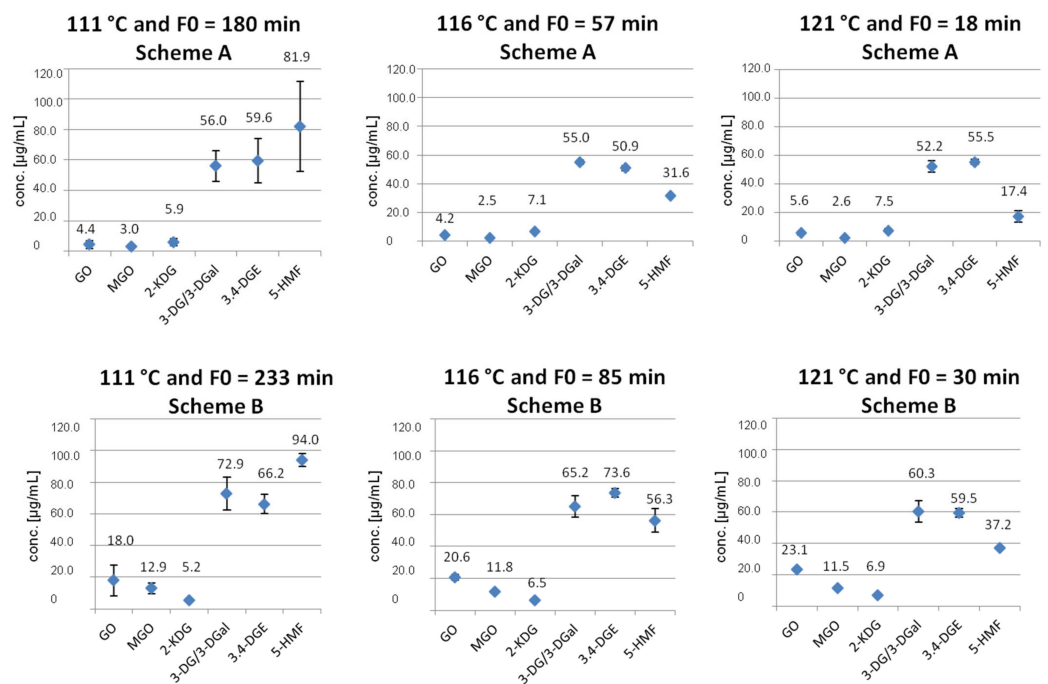 111 °C and F0 = 180 min
Scheme A
120.0
100.0
80.0
60.0
40.0
20.0
0
conc. [µg/mL]
4.4
3.0
5.9
56.0
59.6
81.9
GO
MGO
2-KDG
3-DG/3-DGal
3.4-DGE
5-HMF
116 °C and F0 = 57 min
Scheme A
120.0
100.0
80.0
60.0
40.0
20.0
0
conc. [µg/mL]
4.2
2.5
7.1
55.0
50.9
31.6
GO
MGO
2-KDG
3-DG/3-DGal
3.4-DGE
5-HMF
121 °C and F0 = 18 min
Scheme A
120.0
100.0
80.0
60.0
40.0
20.0
0
conc. [µg/mL]
5.6
2.6
7.5
52.2
55.5
17.4
GO
MGO
2-KDG
3-DG/3-DGal
3.4-DGE
5-HMF
111 °C and F0 = 233 min
Scheme B
120.0
100.0
80.0
60.0
40.0
20.0
0
conc. [µg/mL]
18.0
12.9
5.2
72.9
66.2
94.0
GO
MGO
2-KDG
3-DG/3-DGal
3.4-DGE
5-HMF
116 °C and F0 = 85 min
Scheme B
120.0
100.0
80.0
60.0
40.0
20.0
0
conc. [µg/mL]
20.6
11.8
6.5
65.2
73.6
56.3
GO
MGO
2-KDG
3-DG/3-DGal
3.4-DGE
5-HMF
121 °C and F0 = 30 min
Scheme B
120.0
100.0
80.0
60.0
40.0
20.0
0
conc. [µg/mL]
23.1
11.5
6.9
60.3
59.5
37.2
GO
MGO
2-KDG
3-DG/3-DGal
3.4-DGE
5-HMF